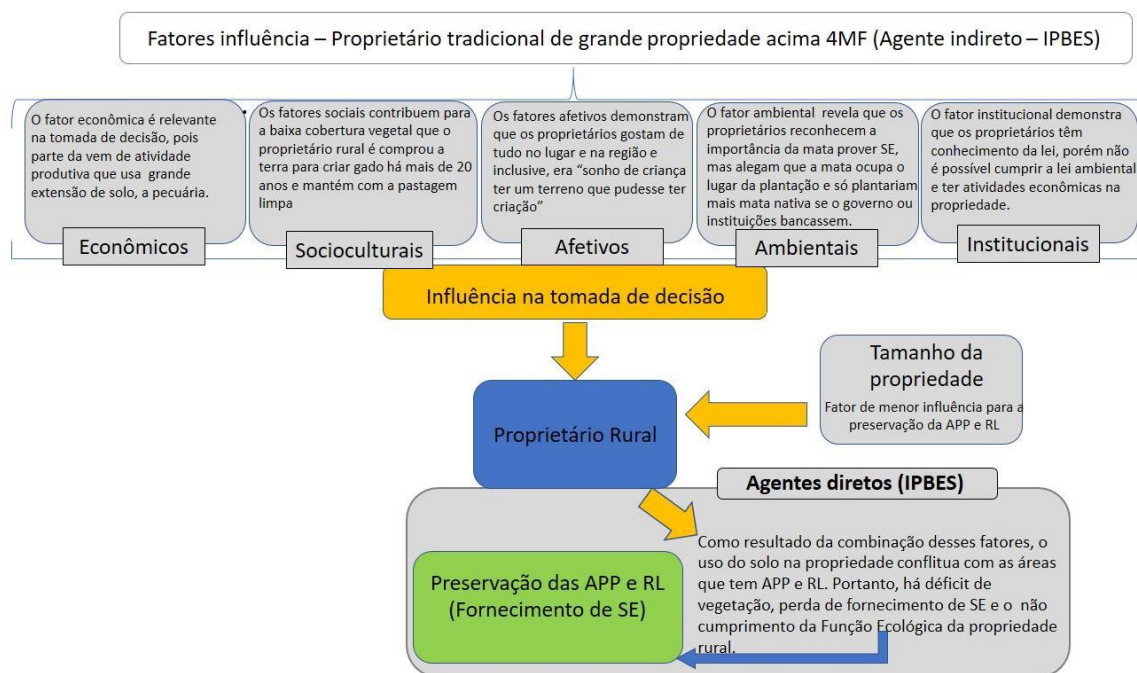 Fatores influência – Proprietário tradicional de grande propriedade acima 4MF (Agente indireto – IPBES)
O fator econômica é relevante
na tomada de decisão, pois
parte da vem de atividade
produtiva que usa grande
extensão de solo, a pecuária.
Econômicos
•
Os fatores sociais contribuem para
a baixa cobertura vegetal que o
proprietário rural é comprou a
terra para criar gado há mais de 20
anos e mantém com a pastagem
limpa
Socioculturais
Os fatores afetivos demonstram
que os proprietários gostam de
tudo no lugar e na região e
inclusive, era “sonho de criança
ter um terreno que pudesse ter
criação”
Afetivos
O fator ambiental revela que os
proprietários reconhecem a
importância da mata prover SE,
mas alegam que a mata ocupa o
lugar da plantação e só plantariam
mais mata nativa se o governo ou
instituições bancassem.
Ambientais
O fator institucional demonstra
que os proprietários têm
conhecimento da lei, porém não
é possível cumprir a lei ambiental
e ter atividades econômicas na
propriedade.
Institucionais
Influência na tomada de decisão
Tamanho da
propriedade
Fator de menor influência para a
preservação da APP e RL
Proprietário Rural
Agentes diretos (IPBES)
Como resultado da combinação desses fatores, o
uso do solo na propriedade conflitua com as áreas
que tem APP e RL. Portanto, há déficit de
vegetação, perda de fornecimento de SE e o não
cumprimento da Função Ecológica da propriedade
rural.
Preservação das APP e RL
(Fornecimento de SE)